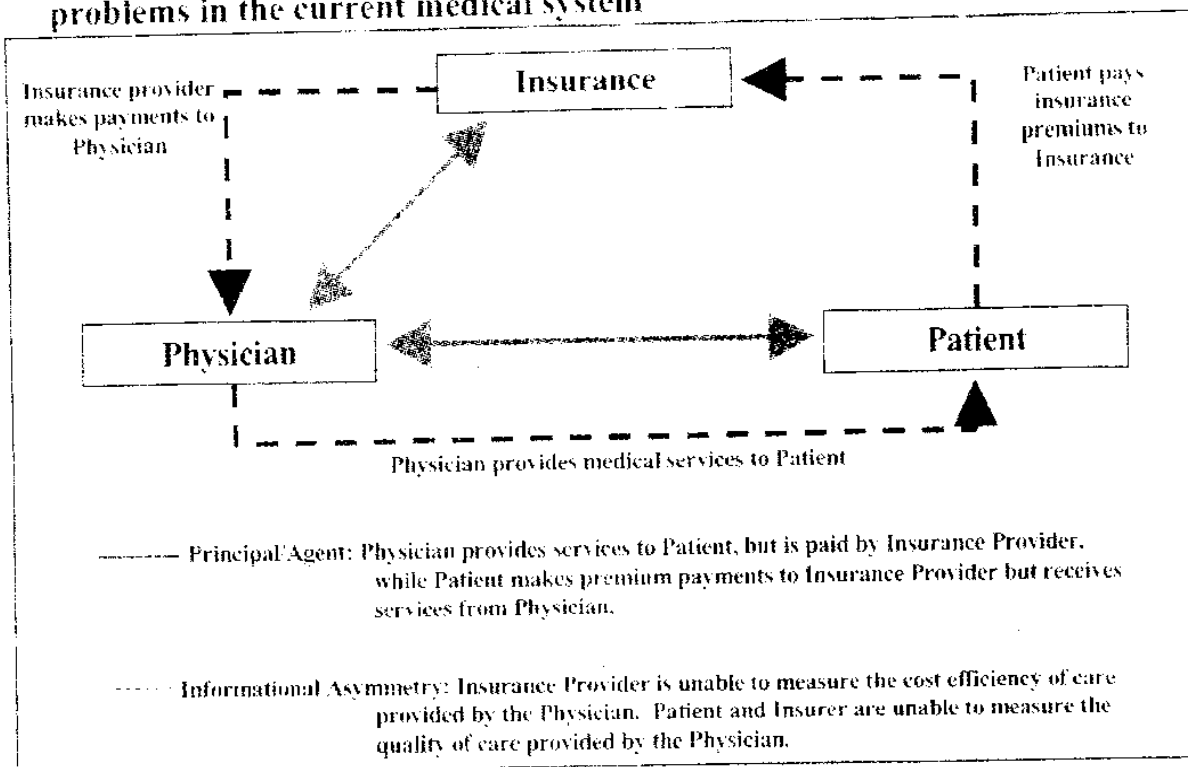 problems in the current medical system
Insurance
Insurance provider
makes payments to
Physician
Patient pays
insurance
premiums to
Insurance
Physician
Patient
Physician provides medical services to Patient
Principal/Agent: Physician provides services to Patient, but is paid by Insurance Provider,
while Patient makes premium payments to Insurance Provider but receives
services from Physician.
Informational Asymmetry: Insurance Provider is unable to measure the cost efficiency of care
provided by the Physician. Patient and Insurer are unable to measure the
quality of care provided by the Physician.